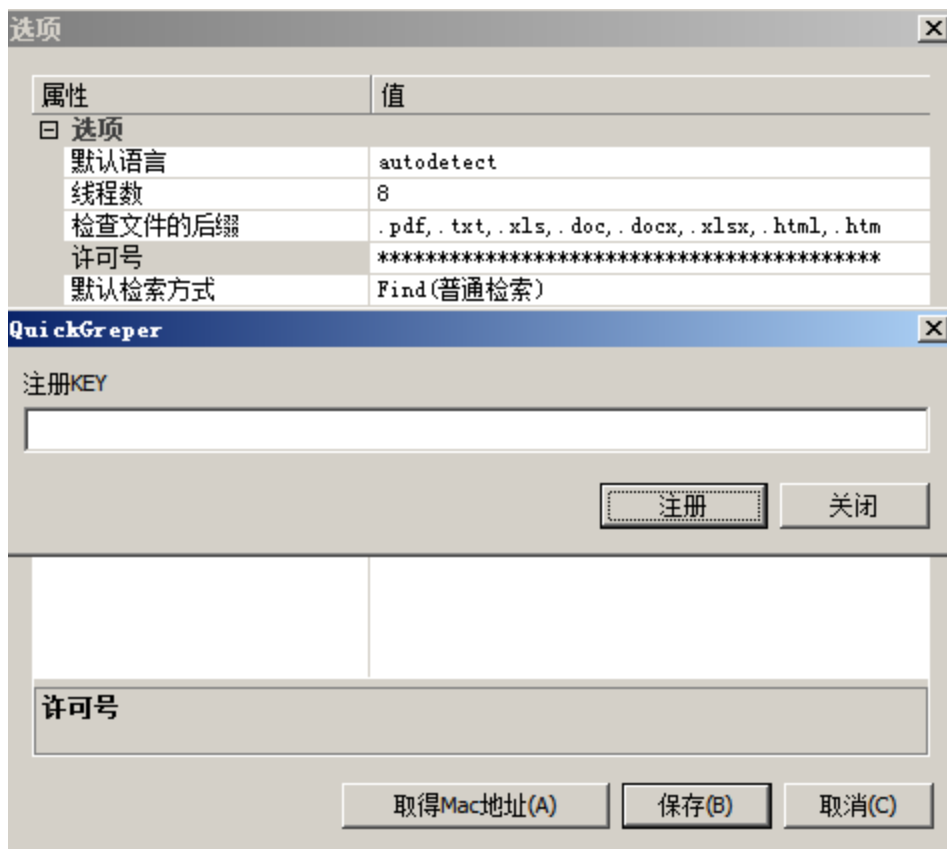 选项
属性 值
选项
默认语言 autodetect
线程数 8
检查文件的后缀 .pdf,.txt,.xls,.doc,.docx,.xlsx,.html,.htm
许可号 ******************************************
默认检索方式 Find(普通检索)
QuickGreper
注册KEY
注册 关闭
许可号
取得Mac地址(A) 保存(B) 取消(C)